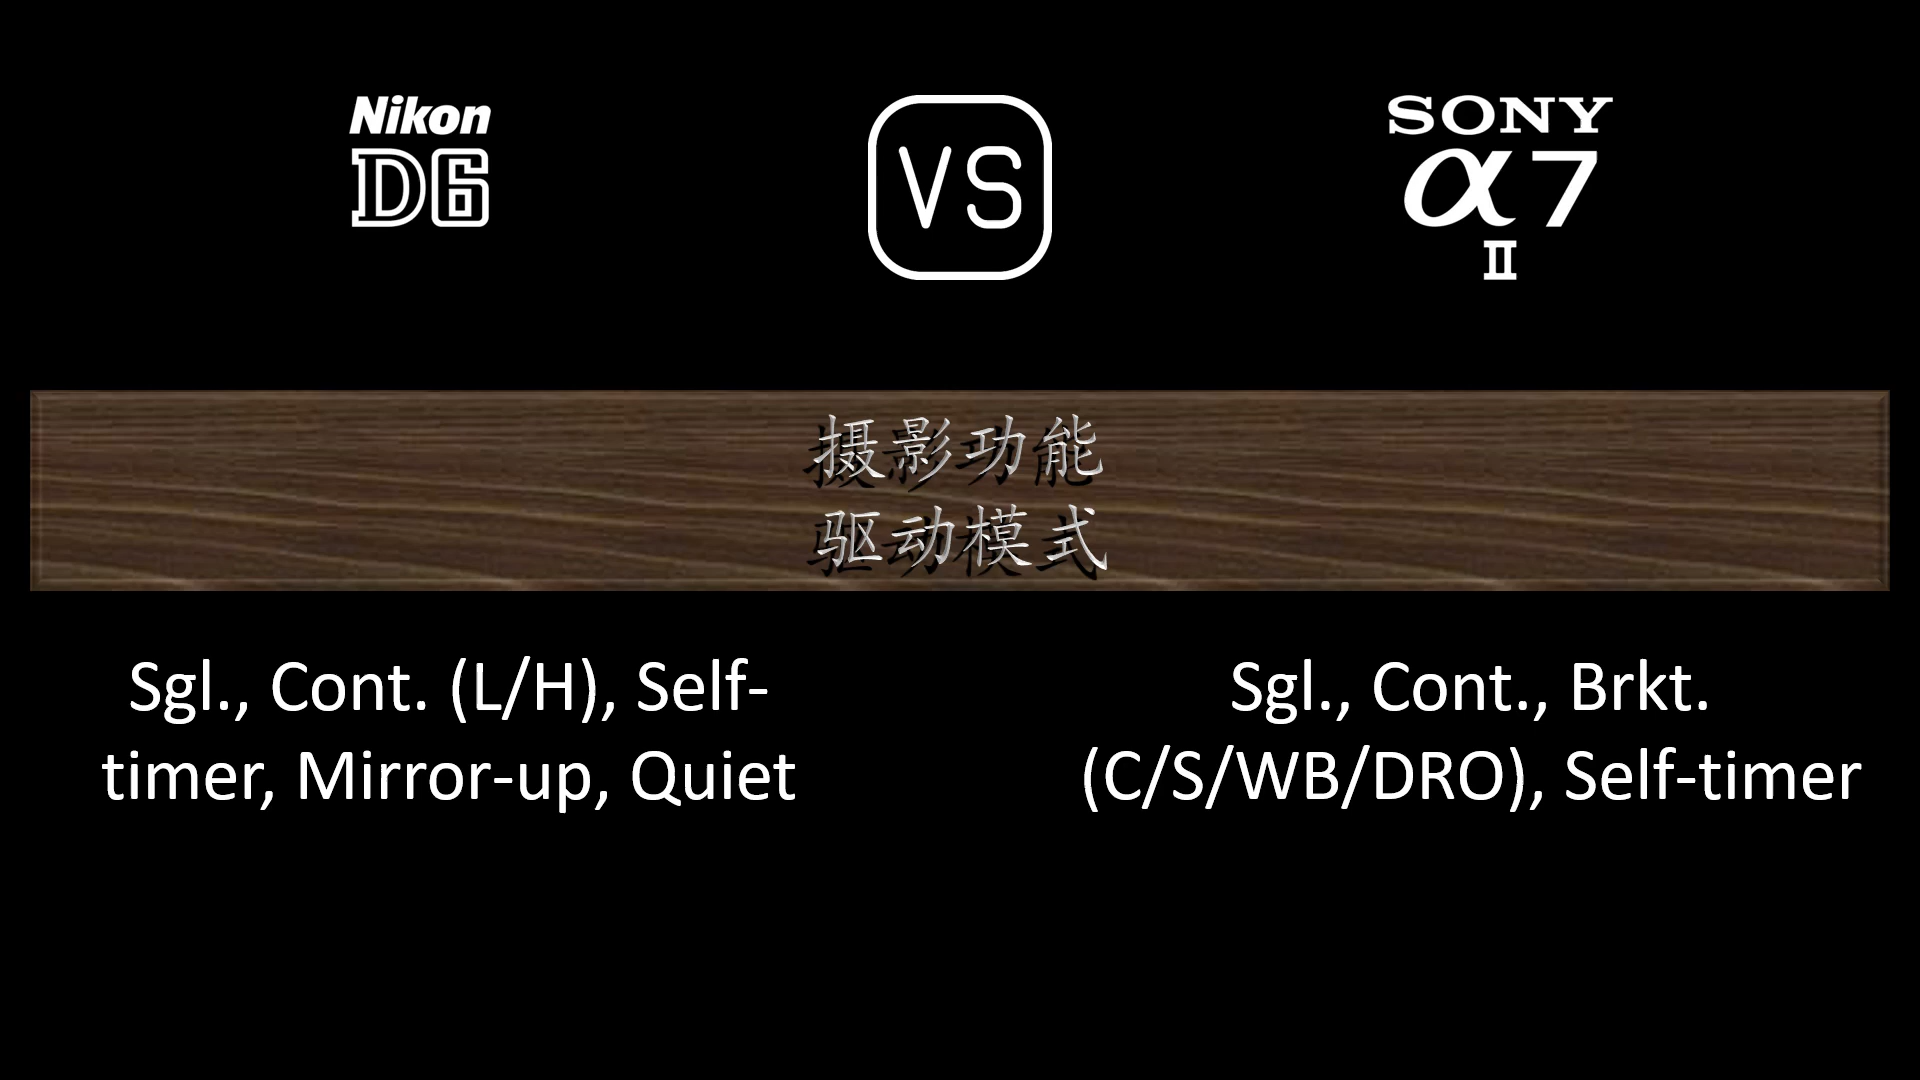 Nikon
D6
VS
SONY
α7
II
摄影功能
驱动模式
Sgl., Cont. (L/H), Self-
timer, Mirror-up, Quiet
Sgl., Cont., Brkt.
(C/S/WB/DRO), Self-timer